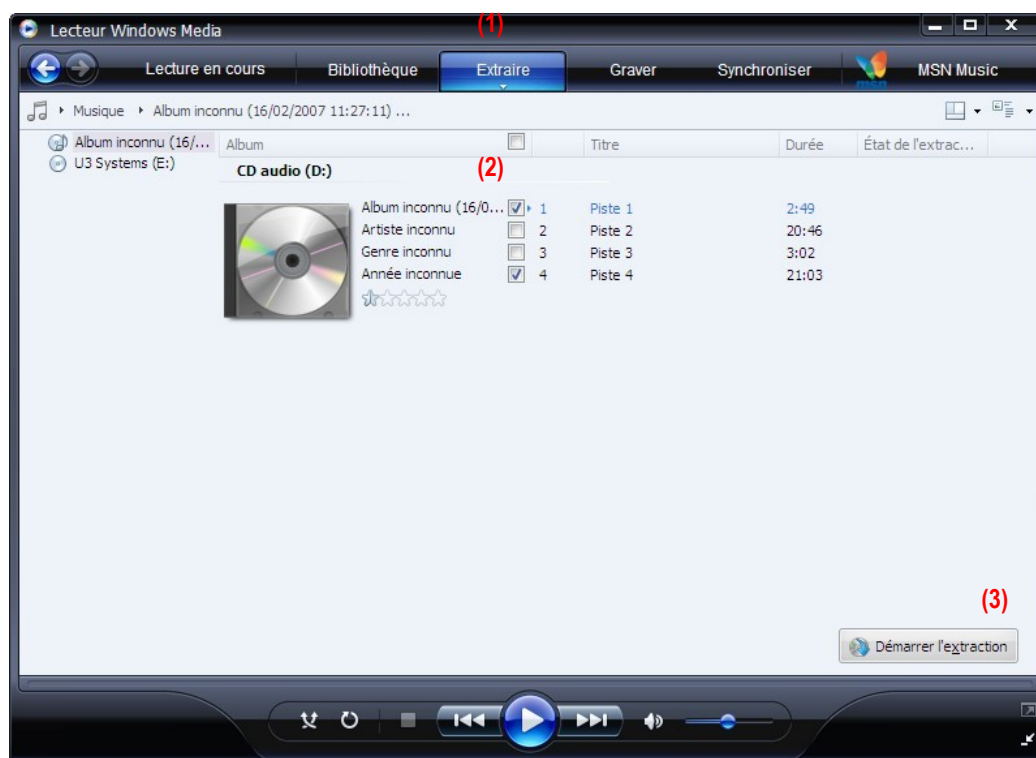 Lecteur Windows Media
(1)
Lecture en cours Bibliothèque Extraire Graver Synchroniser msn MSN Music
Musique Album inconnu (16/02/2007 11:27:11) ...
Album inconnu (16/... Album Titre Durée État de l'extrac...
U3 Systems (E:) CD audio (D:) (2)
Album inconnu (16/0... 1 Piste 1 2:49
Artiste inconnu 2 Piste 2 20:46
Genre inconnu 3 Piste 3 3:02
Année inconnue 4 Piste 4 21:03
(3)
Démarrer l'extraction